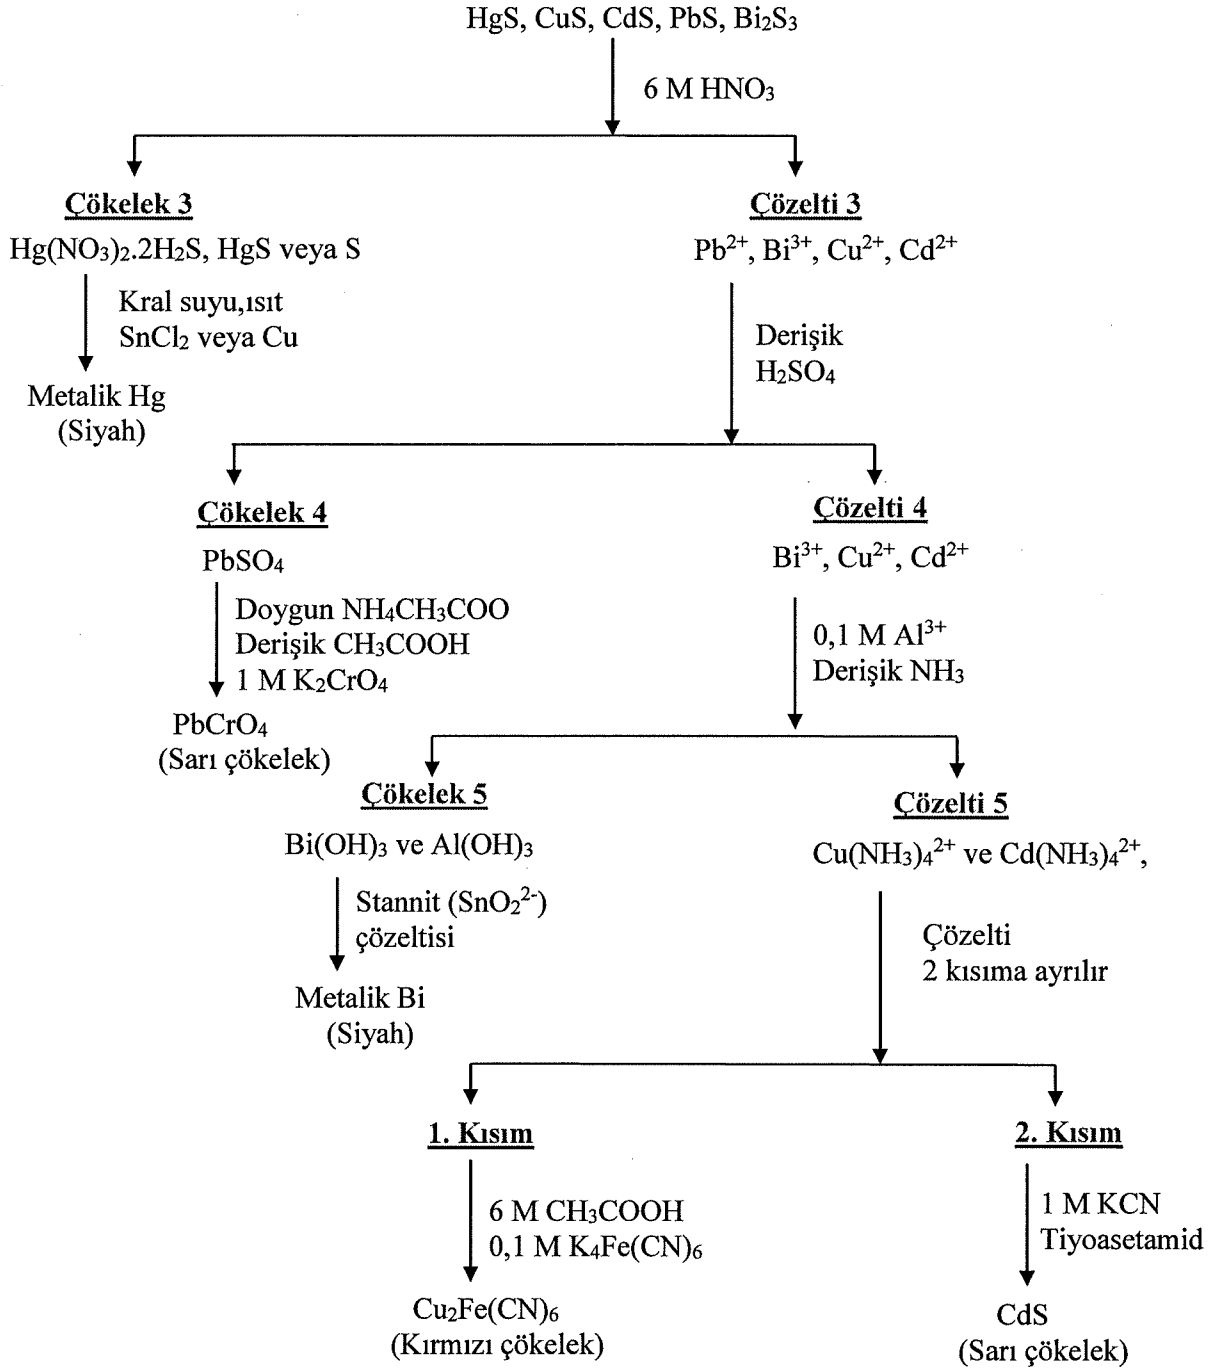 HgS, CuS, CdS, PbS, Bi₂S₃
6 M HNO₃
Çökelek 3
Çözelti 3
Hg(NO₃)₂.2H₂S, HgS veya S
Pb²⁺, Bi³⁺, Cu²⁺, Cd²⁺
Kral suyu,ısıt
SnCl₂ veya Cu
Derişik
H₂SO₄
Metalik Hg
(Siyah)
Çökelek 4
Çözelti 4
PbSO₄
Bi³⁺, Cu²⁺, Cd²⁺
Doygun NH₄CH₃COO
Derişik CH₃COOH
1 M K₂CrO₄
0,1 M Al³⁺
Derişik NH₃
PbCrO₄
(Sarı çökelek)
Çökelek 5
Çözelti 5
Bi(OH)₃ ve Al(OH)₃
Cu(NH₃)₄²⁺ ve Cd(NH₃)₄²⁺,
Stannit (SnO₂²⁻)
çözeltisi
Çözelti
2 kısıma ayrılır
Metalik Bi
(Siyah)
1. Kısım
2. Kısım
6 M CH₃COOH
0,1 M K₄Fe(CN)₆
1 M KCN
Tiyoasetamid
Cu₂Fe(CN)₆
(Kırmızı çökelek)
CdS
(Sarı çökelek)